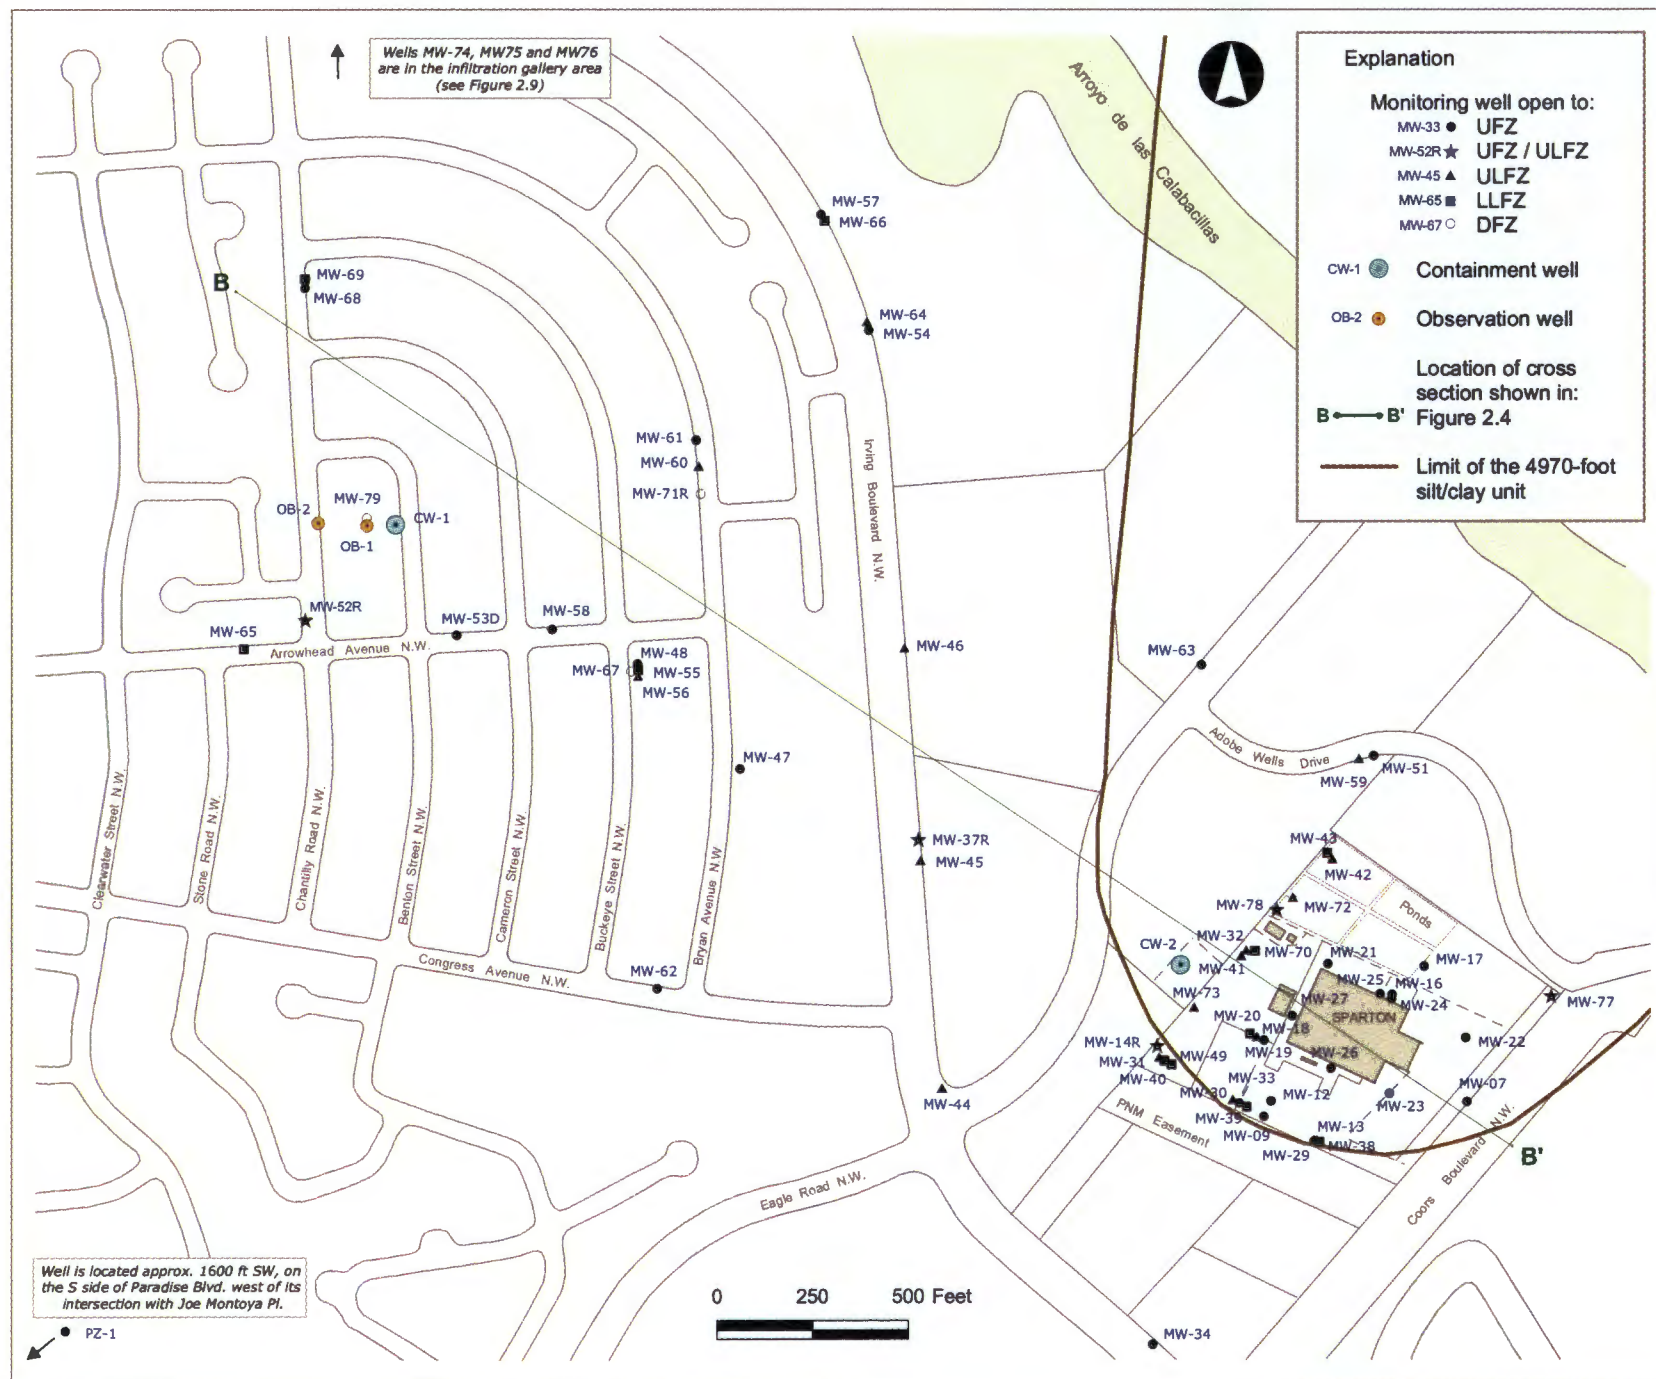 Wells MW-74, MW75 and MW76
are in the infiltration gallery area
(see Figure 2.9)
Arroyo de las Calabacillas
Explanation
Monitoring well open to:
MW-33 UFZ
MW-52R UFZ / ULFZ
MW-45 ULFZ
MW-65 LLFZ
MW-67 DFZ
CW-1 Containment well
OB-2 Observation well
Location of cross
section shown in:
B B' Figure 2.4
Limit of the 4970-foot
silt/clay unit
MW-57
MW-66
B
MW-69
MW-68
MW-64
MW-54
MW-61
MW-60
MW-71R
Irving Boulevard N.W.
MW-79
OB-2
CW-1
OB-1
MW-52R
MW-53D
MW-58
MW-65
Arrowhead Avenue N.W.
MW-48
MW-67
MW-55
MW-56
MW-46
MW-63
Adobe Wells Drive
MW-51
MW-59
MW-47
MW-37R
MW-45
MW-43
MW-42
Ponds
MW-78
MW-72
Clearwater Street N.W.
Stone Road N.W.
Chantilly Road N.W.
Benton Street N.W.
Cameron Street N.W.
Buckeye Street N.W.
Bryan Avenue N.W.
Congress Avenue N.W.
MW-62
MW-32
CW-2
MW-70
MW-41
MW-21
MW-17
MW-25
MW-16
MW-24
MW-73
MW-27
MW-77
SPARTON
MW-20
MW-18
MW-14R
MW-19
MW-26
MW-22
MW-31
MW-49
MW-40
MW-33
MW-30
MW-12
MW-07
MW-23
MW-39
MW-09
MW-13
MW-29
MW-38
MW-44
PNM Easement
B'
Coors Boulevard N.W.
Eagle Road N.W.
Well is located approx. 1600 ft SW, on
the S side of Paradise Blvd. west of its
intersection with Joe Montoya Pl.
PZ-1
0 250 500 Feet
MW-34